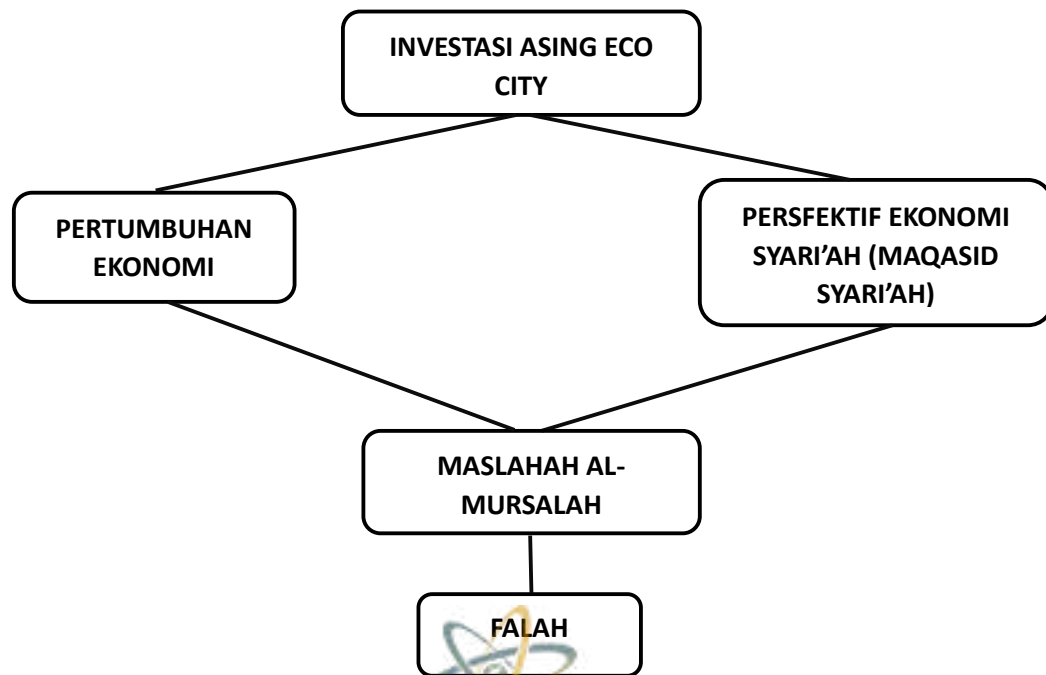 INVESTASI ASING ECO
CITY
PERTUMBUHAN
EKONOMI
PERSFEKTIF EKONOMI
SYARI’AH (MAQASID
SYARI’AH)
MASLAHAH AL-
MURSALAH
FALAH